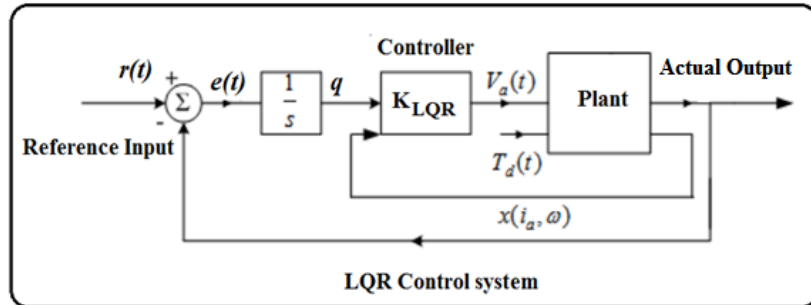 Controller
Actual Output
r(t)
+
e(t)
1
s
q
K_LQR
V_a(t)
Plant
Σ
-
Reference Input
T_d(t)
x(i_a, ω)
LQR Control system